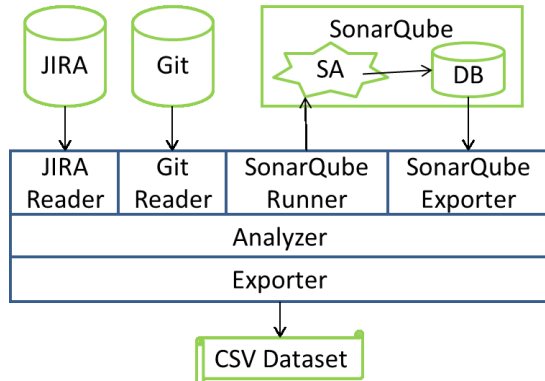 SonarQube
JIRA
Git
SA
DB
JIRA
Reader
Git
Reader
SonarQube
Runner
SonarQube
Exporter
Analyzer
Exporter
CSV Dataset